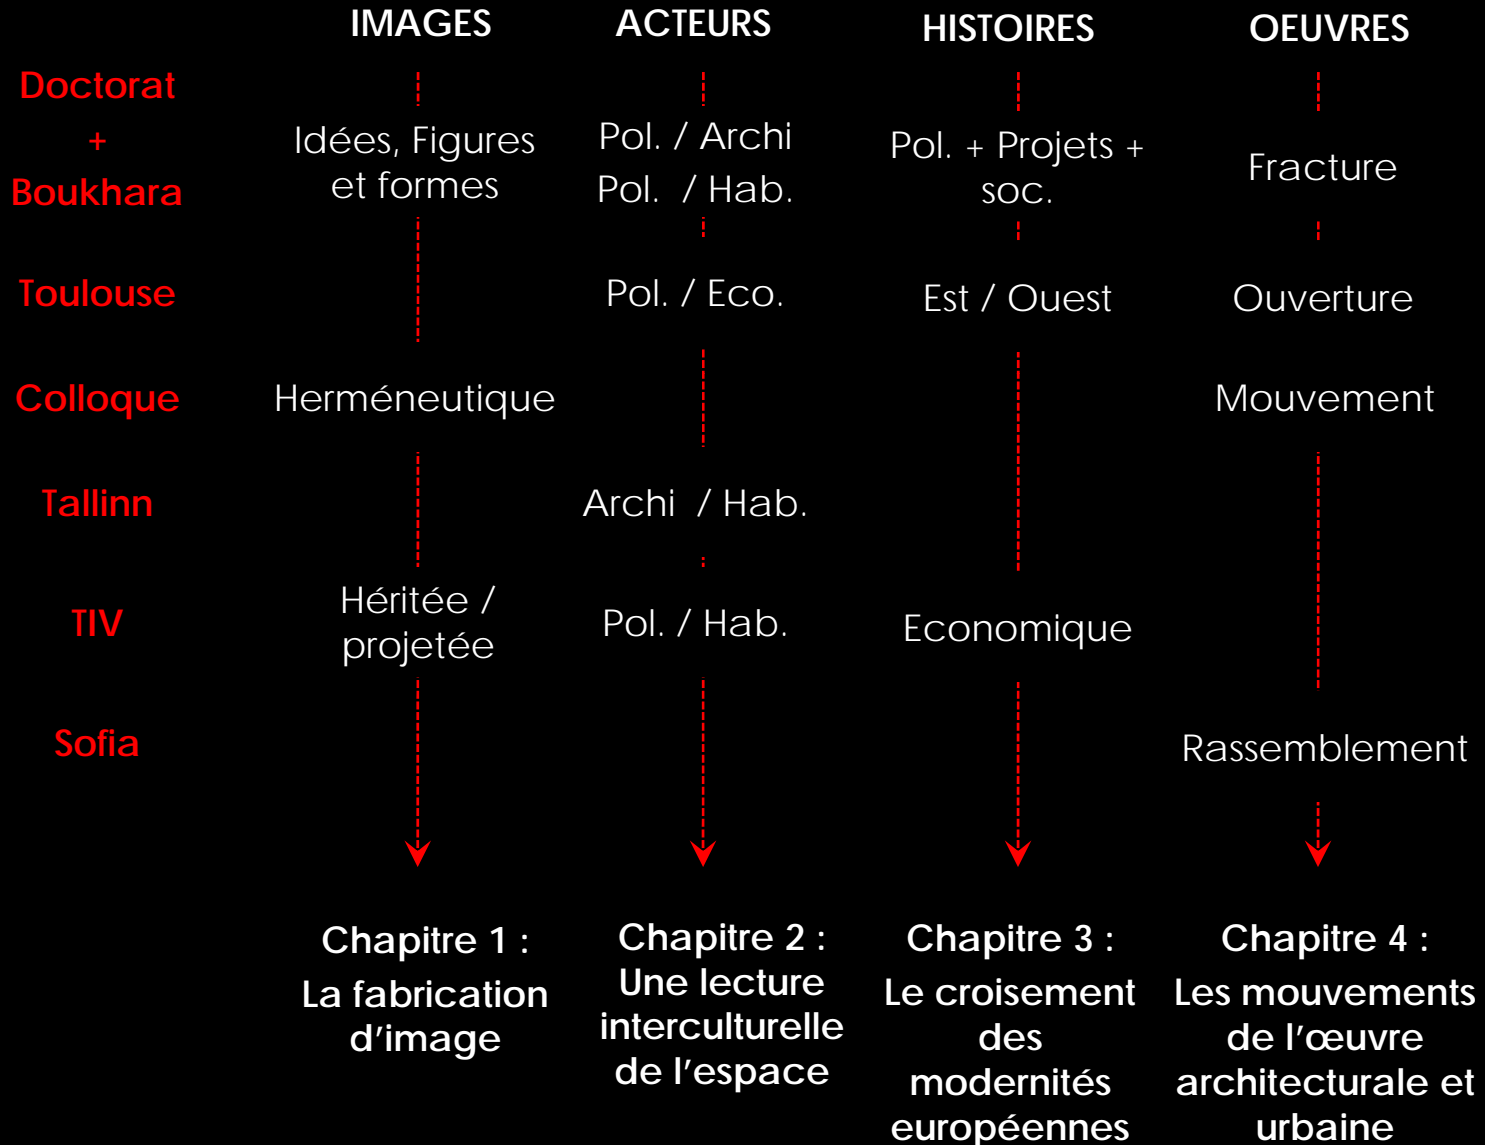 IMAGES ACTEURS HISTOIRES OEUVRES
Doctorat
+
Boukhara
Idées, Figures
et formes
Pol. / Archi
Pol. / Hab.
Pol. + Projets +
soc.
Fracture
Toulouse
Pol. / Eco.
Est / Ouest
Ouverture
Colloque
Herméneutique
Mouvement
Tallinn
Archi / Hab.
TIV
Héritée /
projetée
Pol. / Hab.
Economique
Sofia
Rassemblement
Chapitre 1 :
La fabrication
d’image
Chapitre 2 :
Une lecture
interculturelle
de l’espace
Chapitre 3 :
Le croisement
des
modernités
européennes
Chapitre 4 :
Les mouvements
de l’œuvre
architecturale et
urbaine